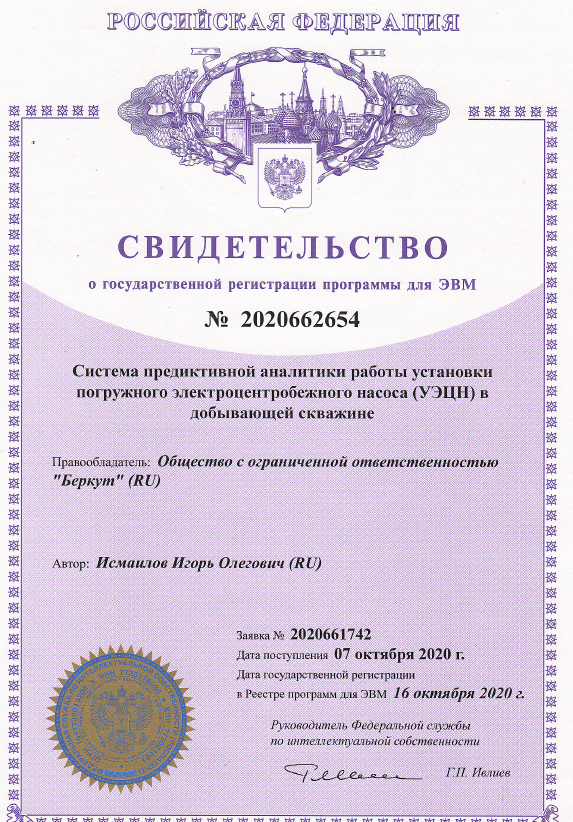 РОССИЙСКАЯ ФЕДЕРАЦИЯ
СВИДЕТЕЛЬСТВО
о государственной регистрации программы для ЭВМ
№ 2020662654
Система предиктивной аналитики работы установки
погружного электроцентробежного насоса (УЭЦН) в
добывающей скважине
Правообладатель: Общество с ограниченной ответственностью
"Беркут" (RU)
Автор: Исмаилов Игорь Олегович (RU)
Заявка № 2020661742
Дата поступления 07 октября 2020 г.
Дата государственной регистрации
в Реестре программ для ЭВМ 16 октября 2020 г.
Руководитель Федеральной службы
по интеллектуальной собственности
Г.П. Ивлиев